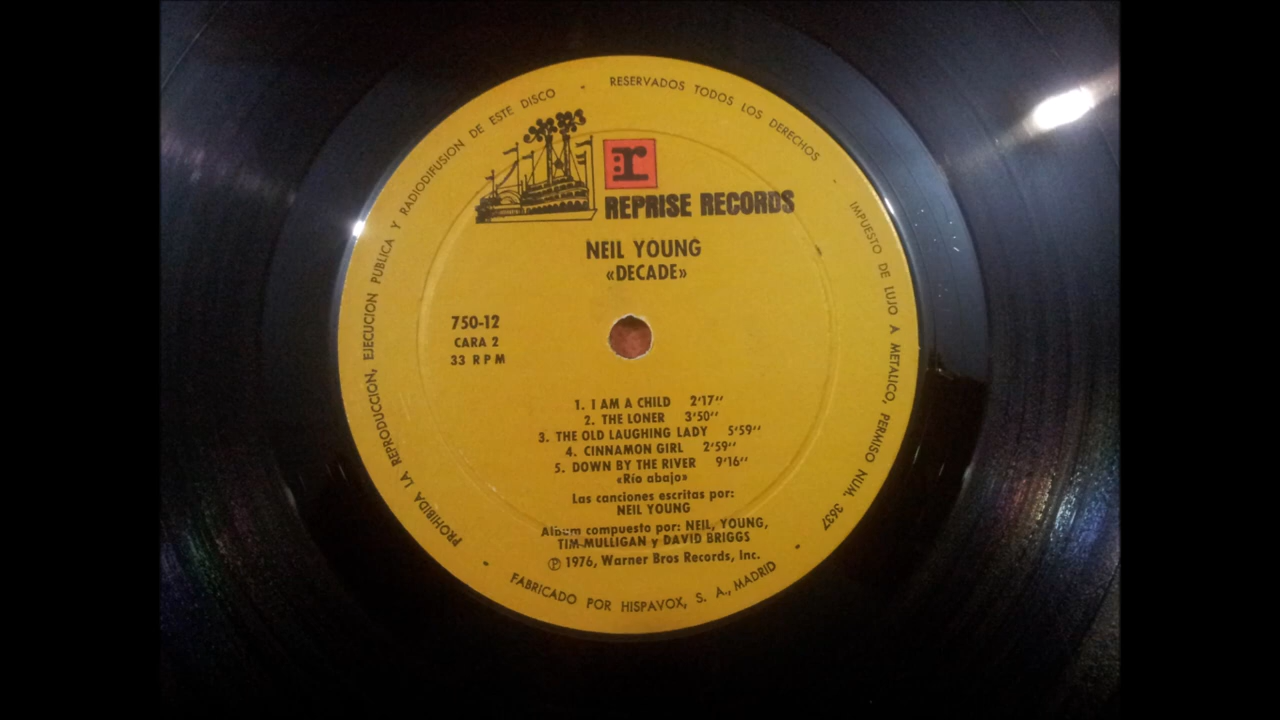 RESERVADOS TODOS LOS DERECHOS
IMPUESTO DE LUJO A METALICO, PERMISO NUM. 3637
PROHIBIDA LA REPRODUCCION, EJECUCION PUBLICA Y RADIODIFUSION DE ESTE DISCO
r
REPRISE RECORDS
NEIL YOUNG
«DECADE»
750-12
CARA 2
33 RPM
1. I AM A CHILD 2'17''
2. THE LONER 3'50''
3. THE OLD LAUGHING LADY 5'59''
4. CINNAMON GIRL 2'59''
5. DOWN BY THE RIVER 9'16''
«Río abajo»
Las canciones escritas por:
NEIL YOUNG
Album compuesto por: NEIL, YOUNG,
TIM MULLIGAN y DAVID BRIGGS
Ⓟ 1976, Warner Bros Records, Inc.
FABRICADO POR HISPAVOX, S. A., MADRID